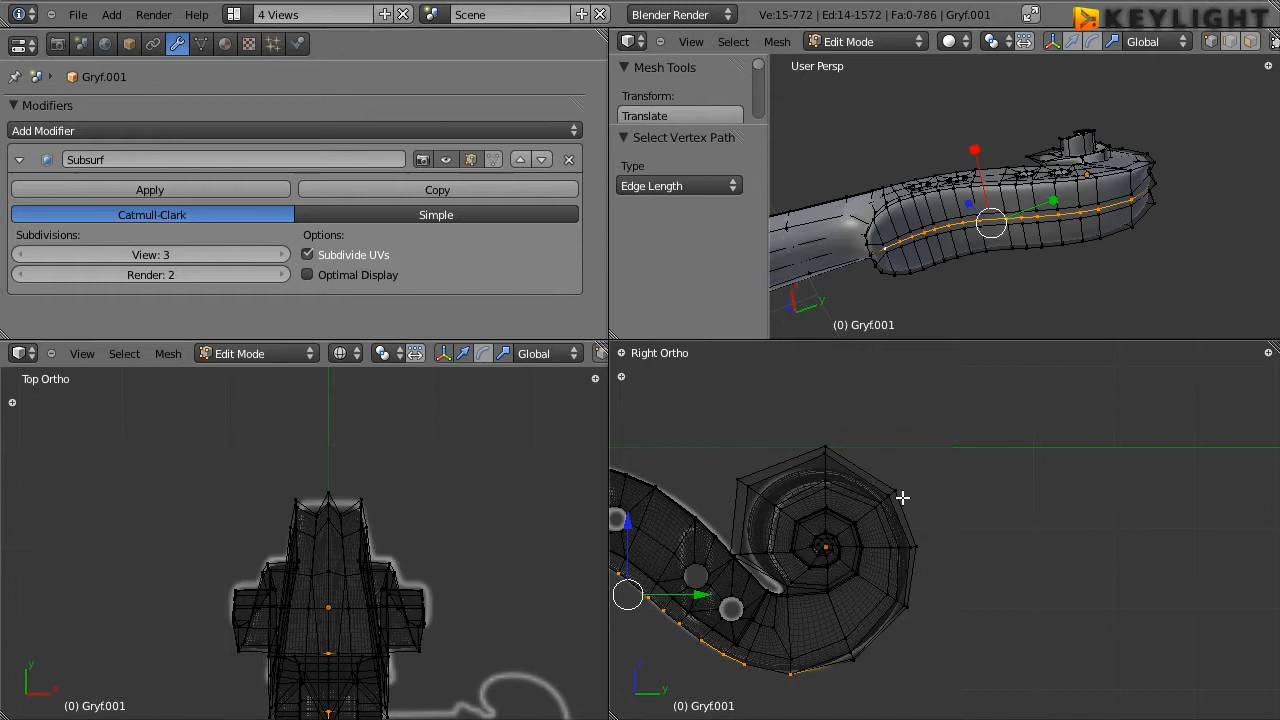 File Add Render Help 4 Views Scene Blender Render Ve:15-772 | Ed:14-1572 | Fa:0-786 | Gryf.001 KEYLIGHT
View Select Mesh Edit Mode Global
Gryf.001
Modifiers
Add Modifier
Subsurf
Apply Copy
Catmull-Clark Simple
Subdivisions: Options:
View: 3 Subdivide UVs
Render: 2 Optimal Display
Mesh Tools
Transform:
Translate
Select Vertex Path
Type
Edge Length
User Persp
y
(0) Gryf.001
View Select Mesh Edit Mode Global
Top Ortho
y
x
(0) Gryf.001
Right Ortho
z
y
(0) Gryf.001